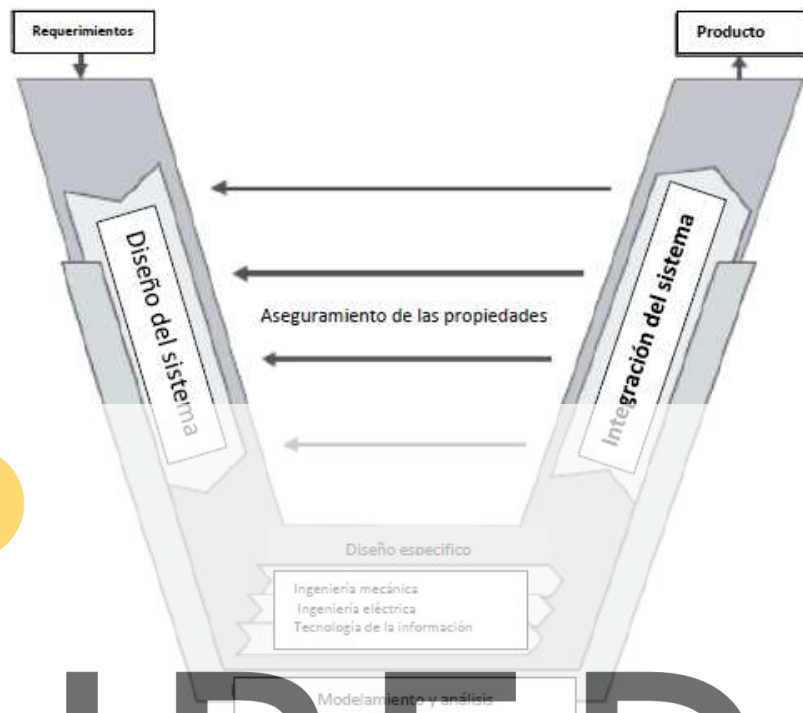 Requerimientos
Producto
Diseño del sistema
Integración del sistema
Aseguramiento de las propiedades
Diseño específico
Ingeniería mecánica
Ingeniería eléctrica
Tecnología de la información
Modelamiento y análisis